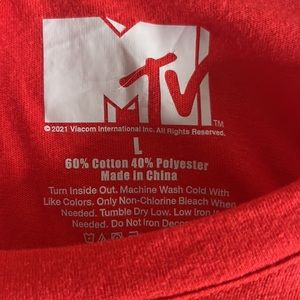 MTV
TM
© 2021 Viacom International Inc. All Rights Reserved.
L
60% Cotton 40% Polyester
Made in China
Turn Inside Out. Machine Wash Cold With
Like Colors. Only Non-Chlorine Bleach When
Needed. Tumble Dry Low. Low Iron
Needed. Do Not Iron